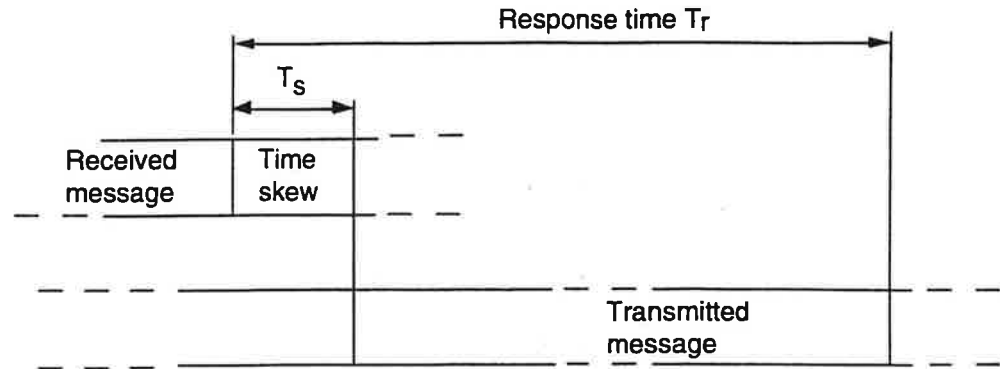 Response time Tr
Ts
Received
message
Time
skew
Transmitted
message